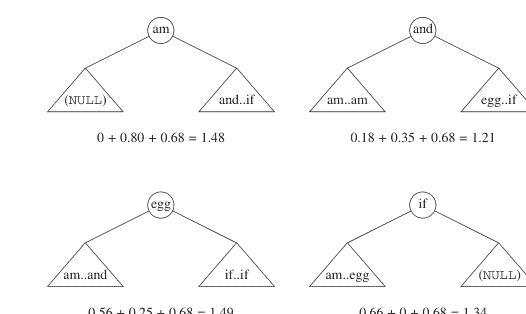 am
and
(NULL)
and..if
am..am
egg..if
0 + 0.80 + 0.68 = 1.48
0.18 + 0.35 + 0.68 = 1.21
egg
if
am..and
if..if
am..egg
(NULL)
0.56 + 0.25 + 0.68 = 1.49
0.66 + 0 + 0.68 = 1.34